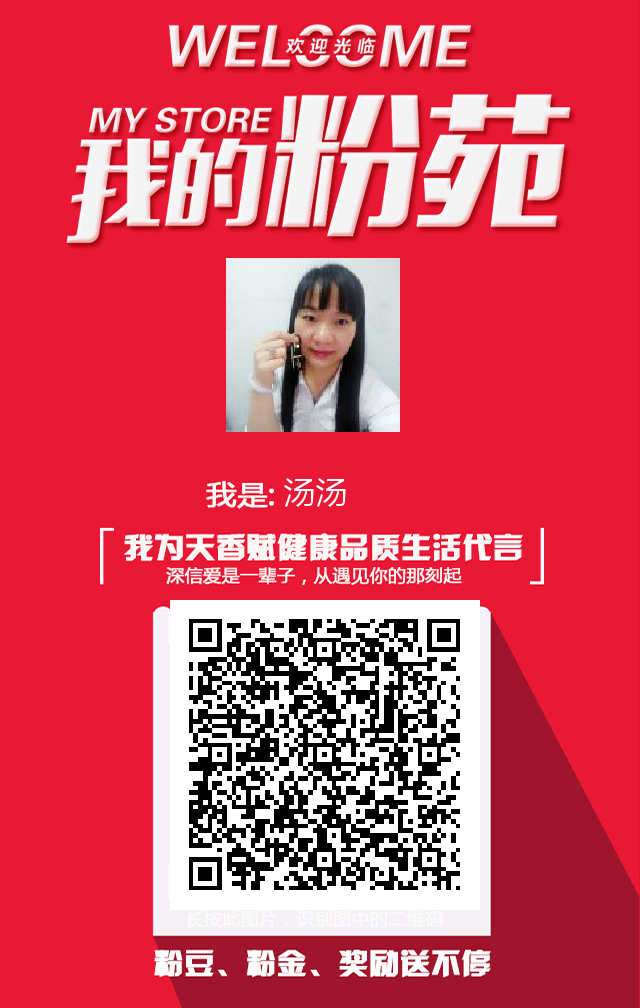 WELCOME
欢迎光临
MY STORE
我的粉苑
我是: 汤汤
我为天香赋健康品质生活代言
深信爱是一辈子，从遇见你的那刻起
长按此图片，识别图中的二维码
粉豆、粉金、奖励送不停